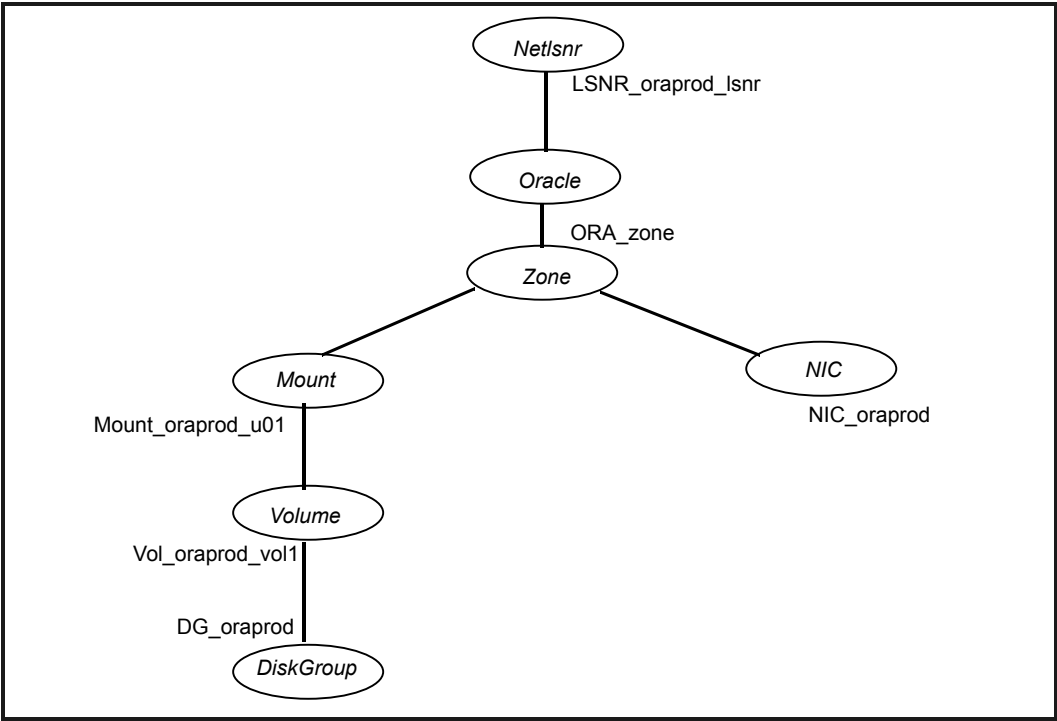 Netlsnr
LSNR_oraprod_lsnr
Oracle
ORA_zone
Zone
Mount
NIC
Mount_oraprod_u01
NIC_oraprod
Volume
Vol_oraprod_vol1
DG_oraprod
DiskGroup